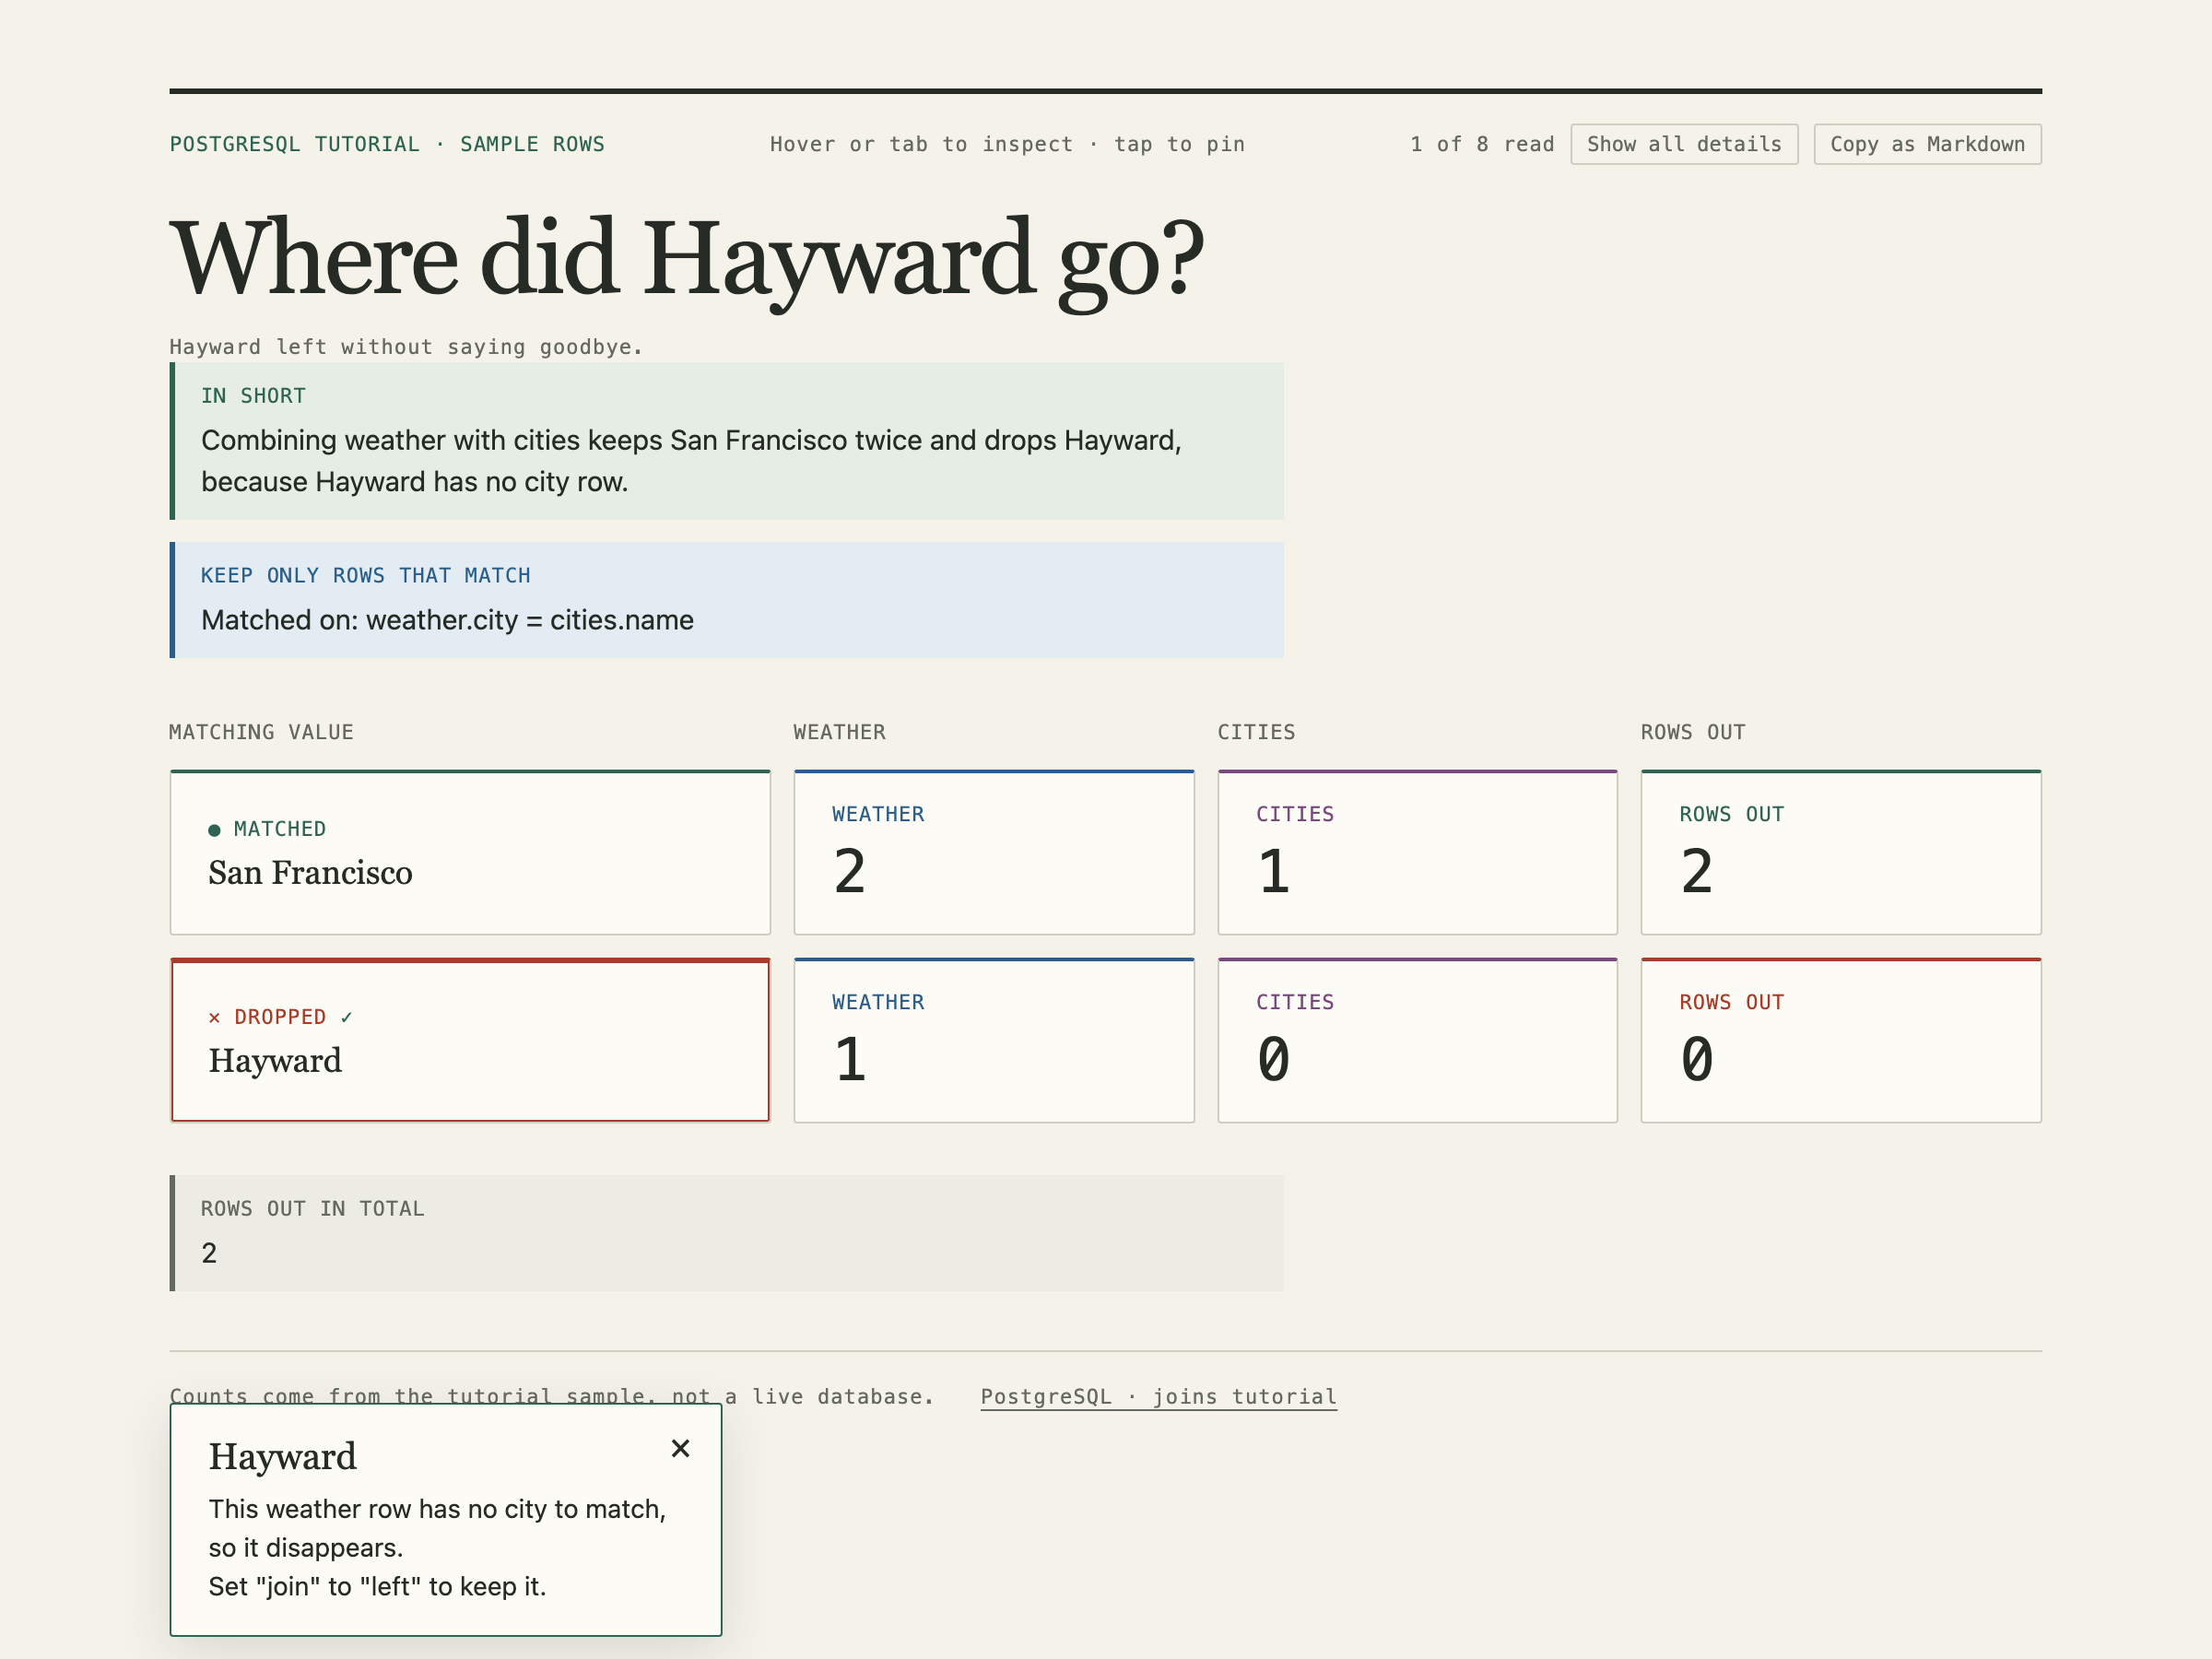 POSTGRESQL TUTORIAL · SAMPLE ROWS
Hover or tab to inspect · tap to pin
1 of 8 read
Show all details
Copy as Markdown
Where did Hayward go?
Hayward left without saying goodbye.
IN SHORT
Combining weather with cities keeps San Francisco twice and drops Hayward,
because Hayward has no city row.
KEEP ONLY ROWS THAT MATCH
Matched on: weather.city = cities.name
MATCHING VALUE
WEATHER
CITIES
ROWS OUT
● MATCHED
San Francisco
WEATHER
2
CITIES
1
ROWS OUT
2
× DROPPED ✓
Hayward
WEATHER
1
CITIES
0
ROWS OUT
0
ROWS OUT IN TOTAL
2
Counts come from the tutorial sample, not a live database.
PostgreSQL · joins tutorial
Hayward
×
This weather row has no city to match,
so it disappears.
Set "join" to "left" to keep it.